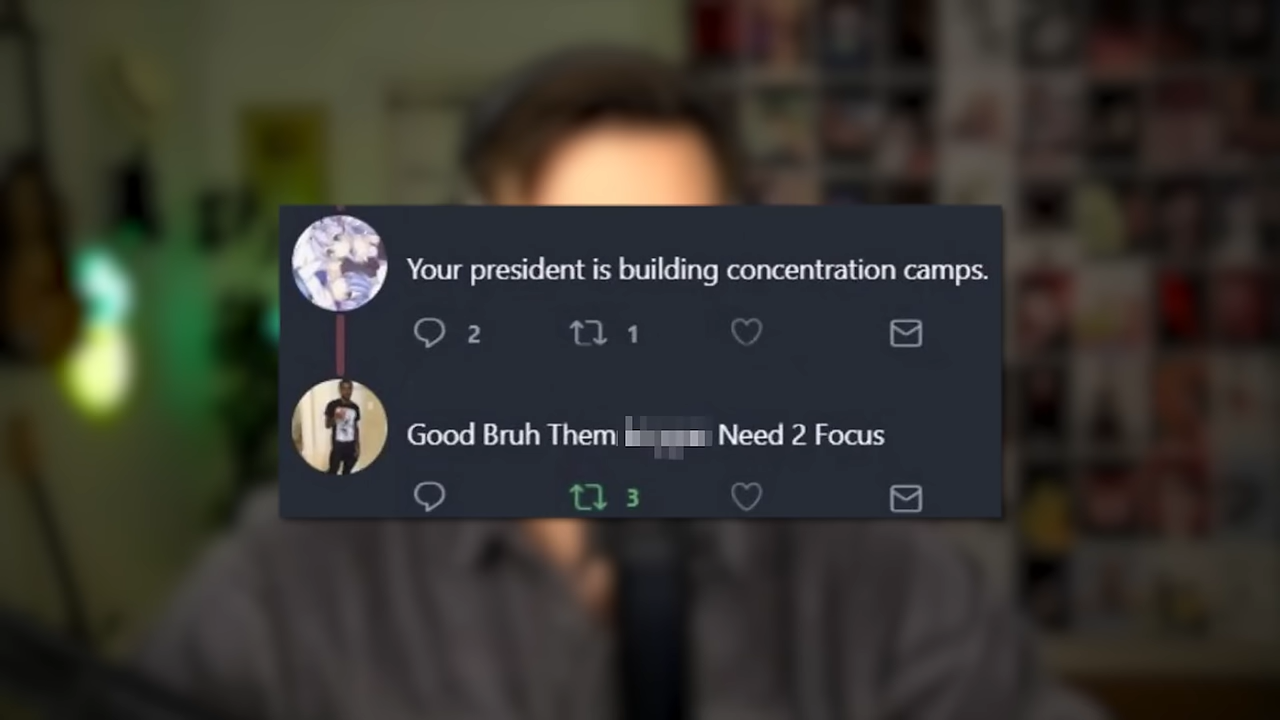 Your president is building concentration camps.
2 1
Good Bruh Them Need 2 Focus
3